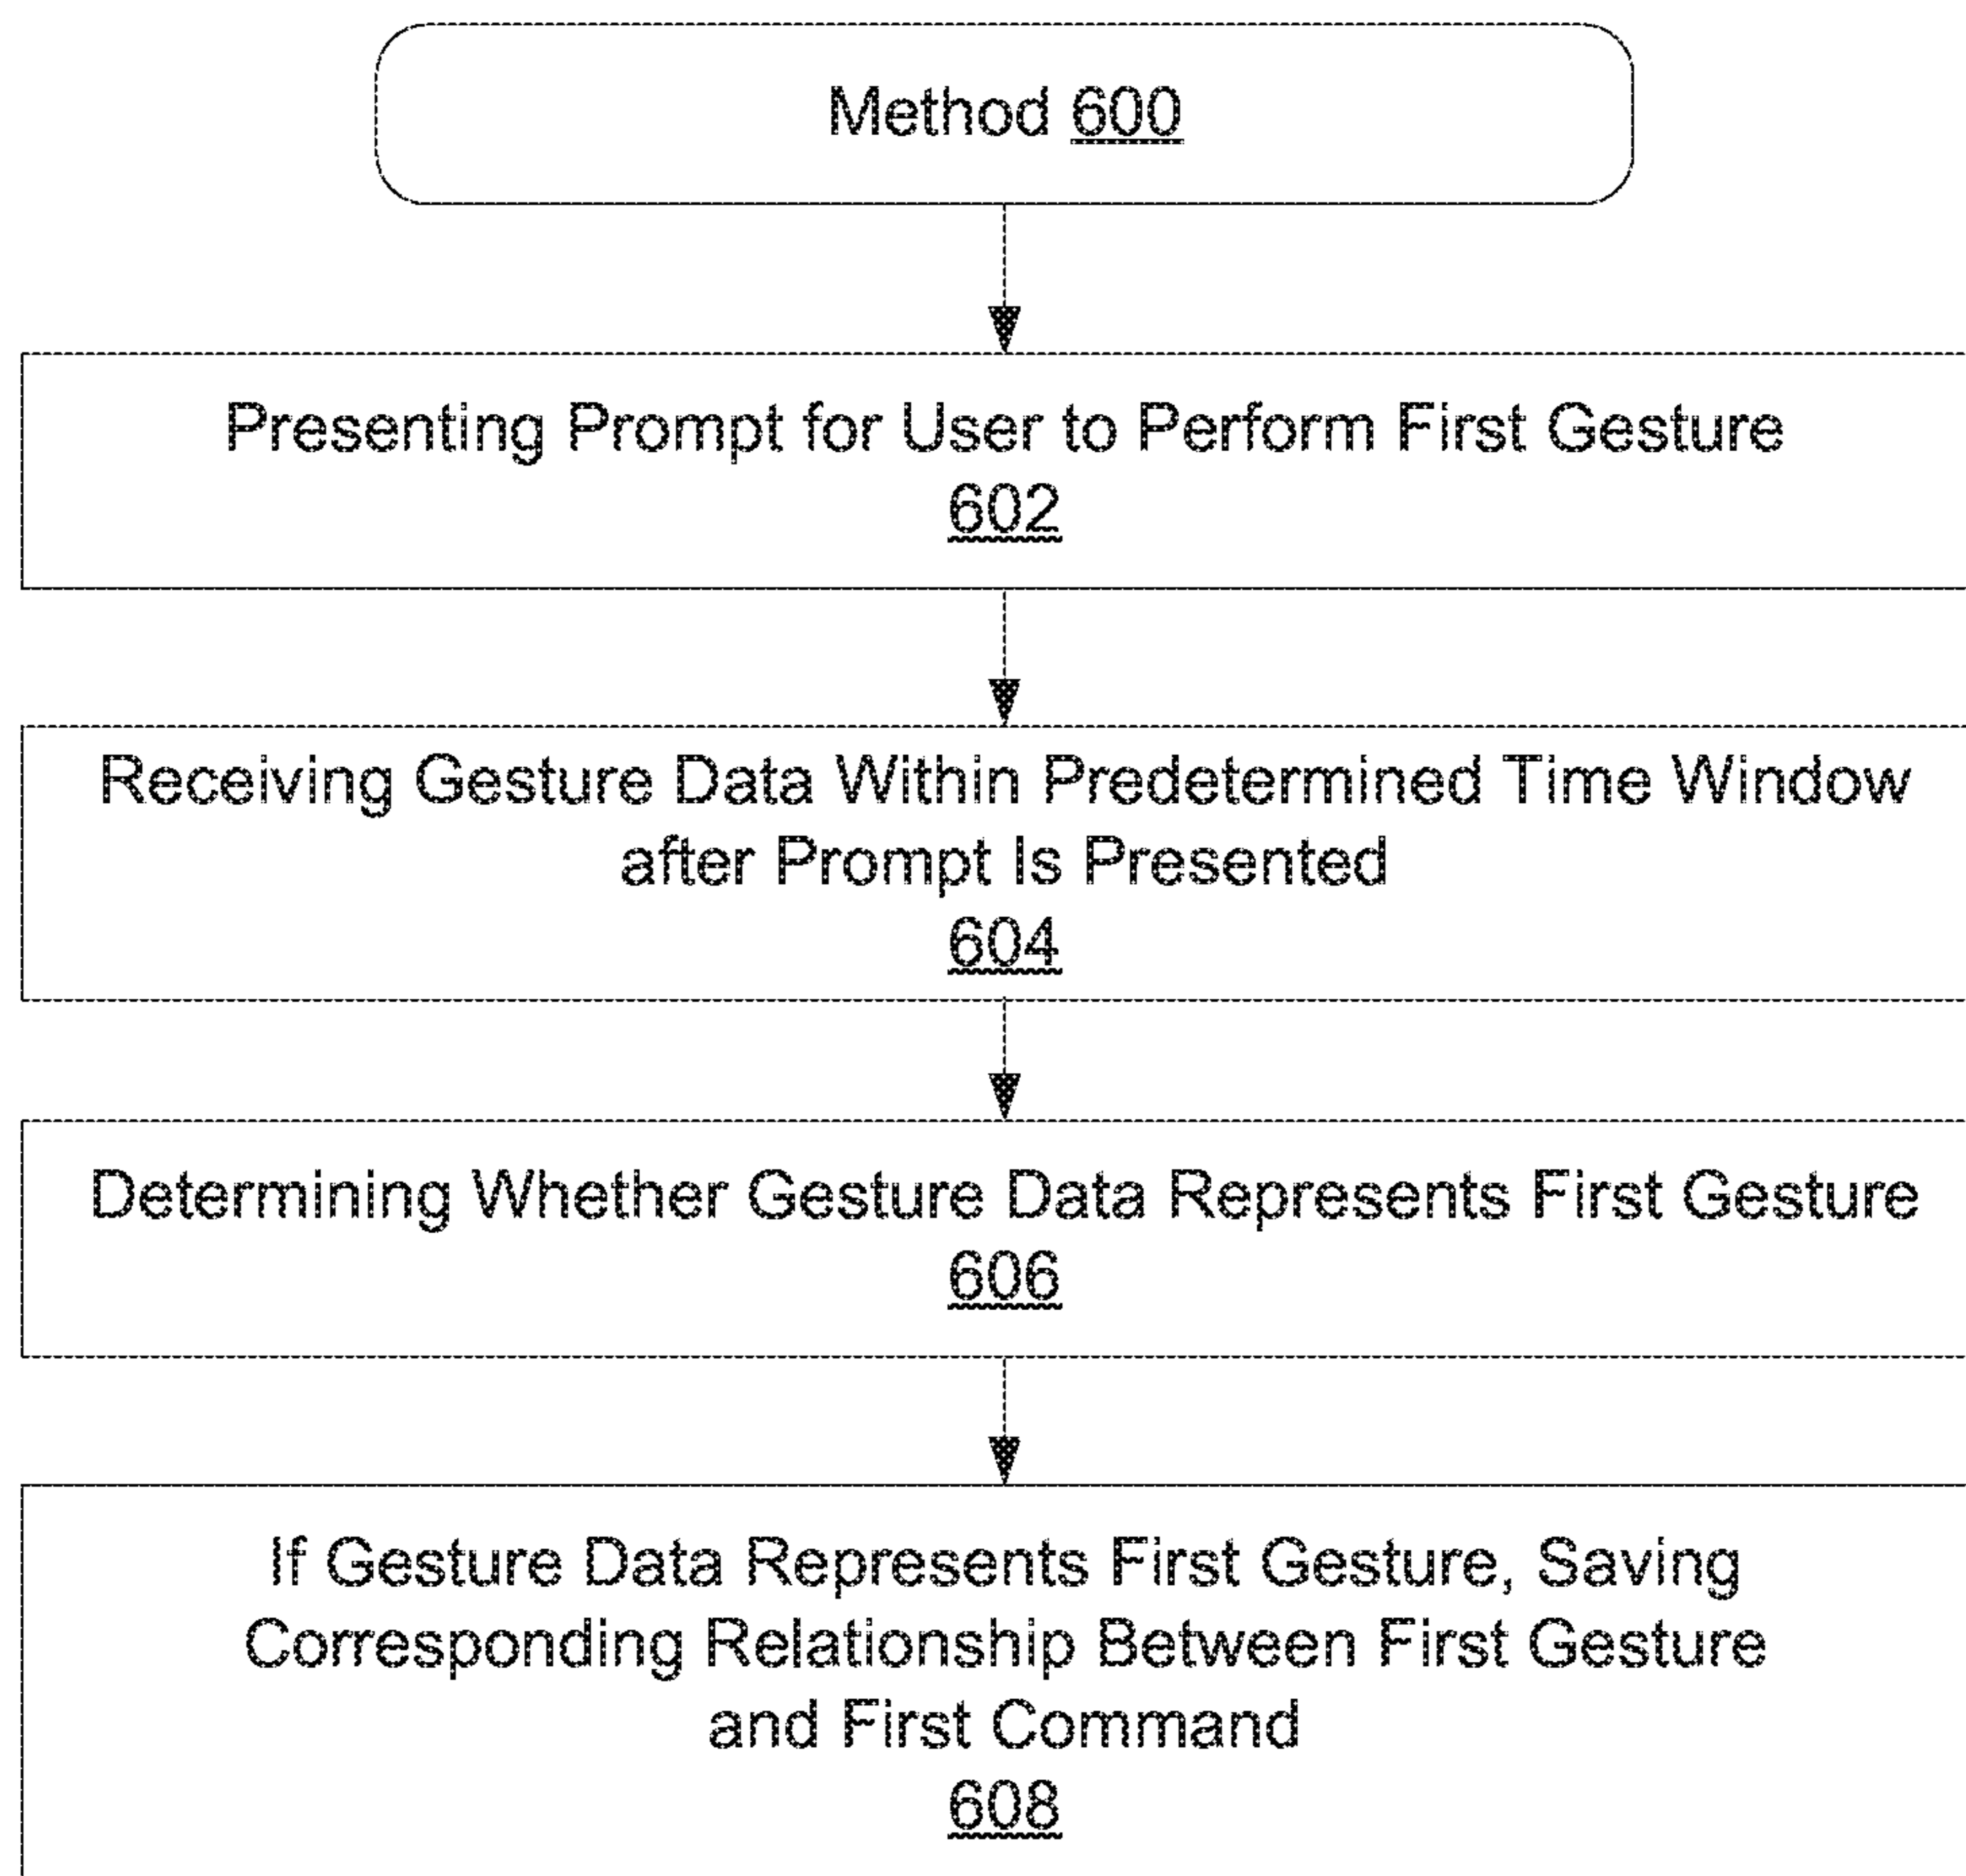 Method 600
Presenting Prompt for User to Perform First Gesture
602
Receiving Gesture Data Within Predetermined Time Window
after Prompt Is Presented
604
Determining Whether Gesture Data Represents First Gesture
606
If Gesture Data Represents First Gesture, Saving
Corresponding Relationship Between First Gesture
and First Command
608